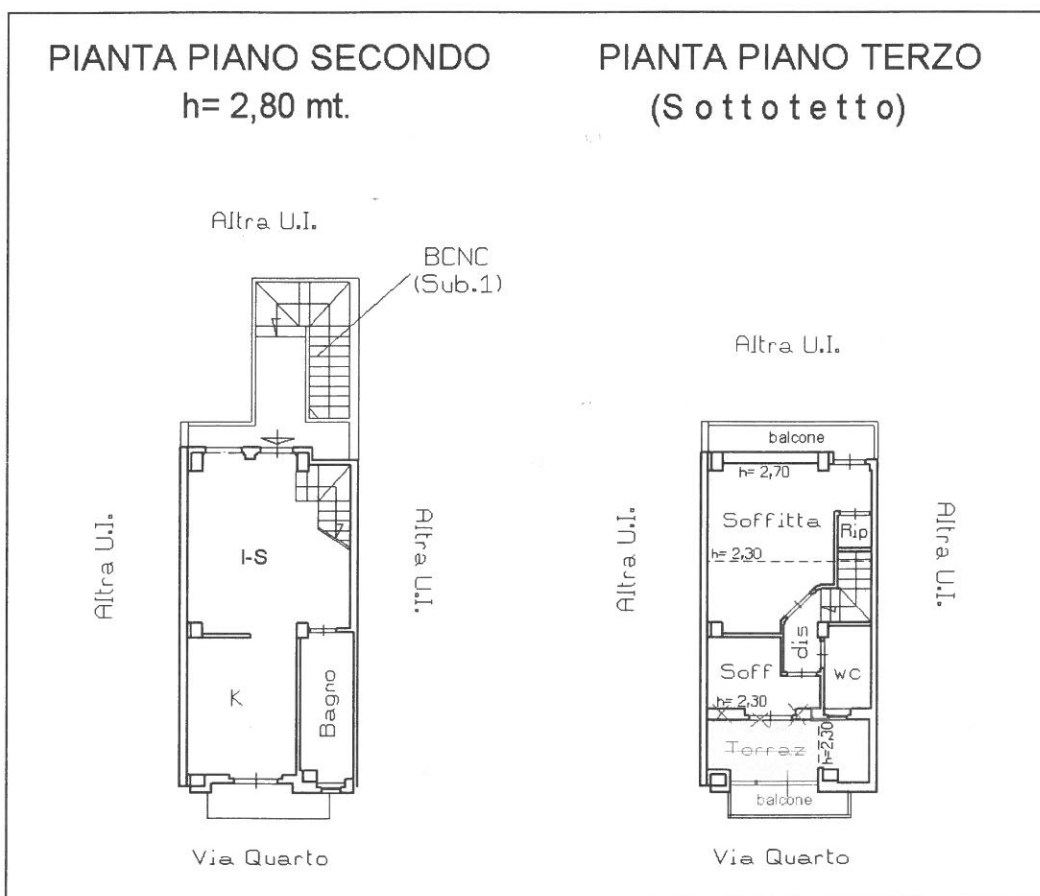 PIANTA PIANO SECONDO
h= 2,80 mt.
Altra U.I.
BCNC
(Sub.1)
Altra U.I.
I-S
Altra U.I.
K
Bagno
Via Quarto
PIANTA PIANO TERZO
(Sottotetto)
Altra U.I.
balcone
h= 2,70
Soffitta
Rip
h= 2,30
Altra U.I.
Altra U.I.
dis
Soff
wc
h= 2,30
Terraz
h=2,30
balcone
Via Quarto